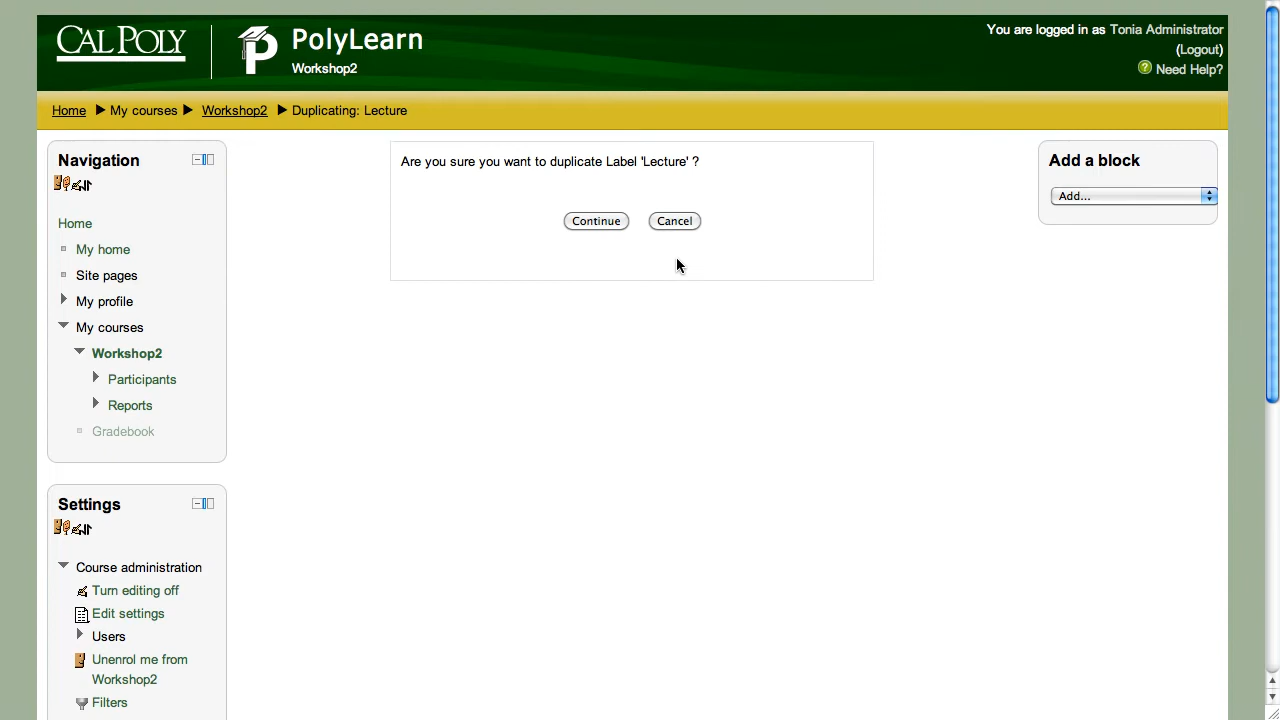 CAL POLY
PolyLearn
Workshop2
You are logged in as Tonia Administrator
(Logout)
Need Help?
Home ► My courses ► Workshop2 ► Duplicating: Lecture
Navigation
Home
My home
Site pages
My profile
My courses
Workshop2
Participants
Reports
Gradebook
Settings
Course administration
Turn editing off
Edit settings
Users
Unenrol me from
Workshop2
Filters
Are you sure you want to duplicate Label 'Lecture' ?
Continue
Cancel
Add a block
Add...